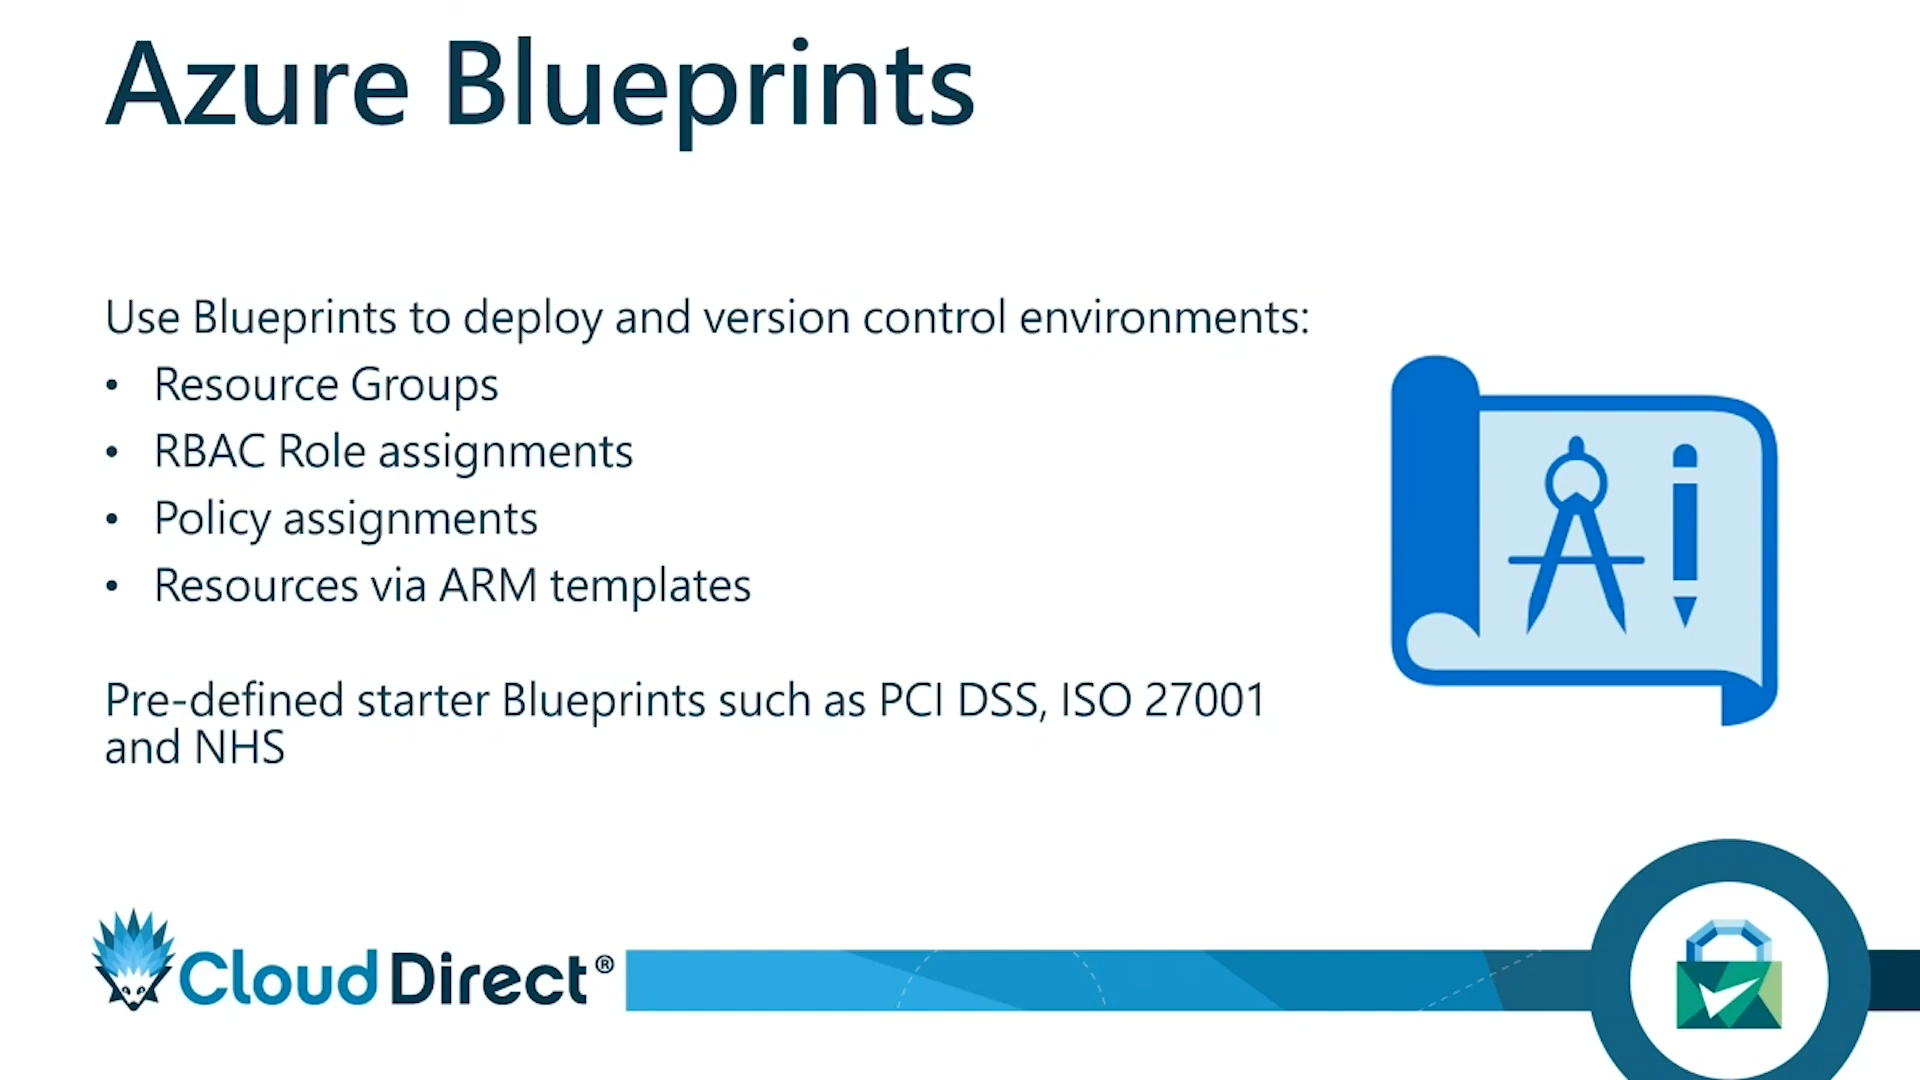 Azure Blueprints
Use Blueprints to deploy and version control environments:
• Resource Groups
• RBAC Role assignments
• Policy assignments
• Resources via ARM templates
Pre-defined starter Blueprints such as PCI DSS, ISO 27001
and NHS
Cloud Direct®